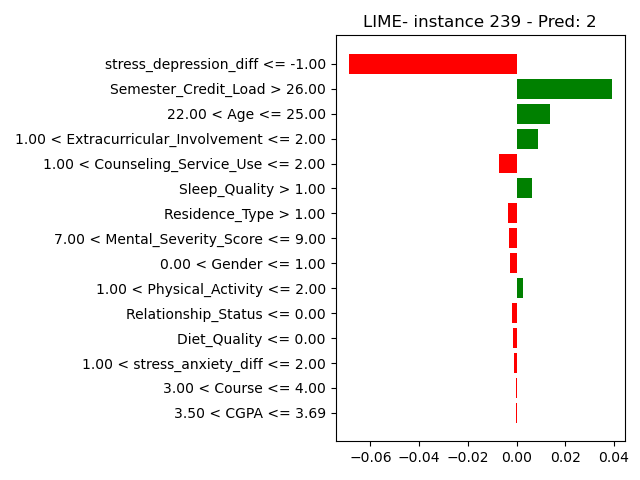 LIME- instance 239 - Pred: 2
stress_depression_diff <= -1.00
Semester_Credit_Load > 26.00
22.00 < Age <= 25.00
1.00 < Extracurricular_Involvement <= 2.00
1.00 < Counseling_Service_Use <= 2.00
Sleep_Quality > 1.00
Residence_Type > 1.00
7.00 < Mental_Severity_Score <= 9.00
0.00 < Gender <= 1.00
1.00 < Physical_Activity <= 2.00
Relationship_Status <= 0.00
Diet_Quality <= 0.00
1.00 < stress_anxiety_diff <= 2.00
3.00 < Course <= 4.00
3.50 < CGPA <= 3.69
−0.06 −0.04 −0.02 0.00 0.02 0.04